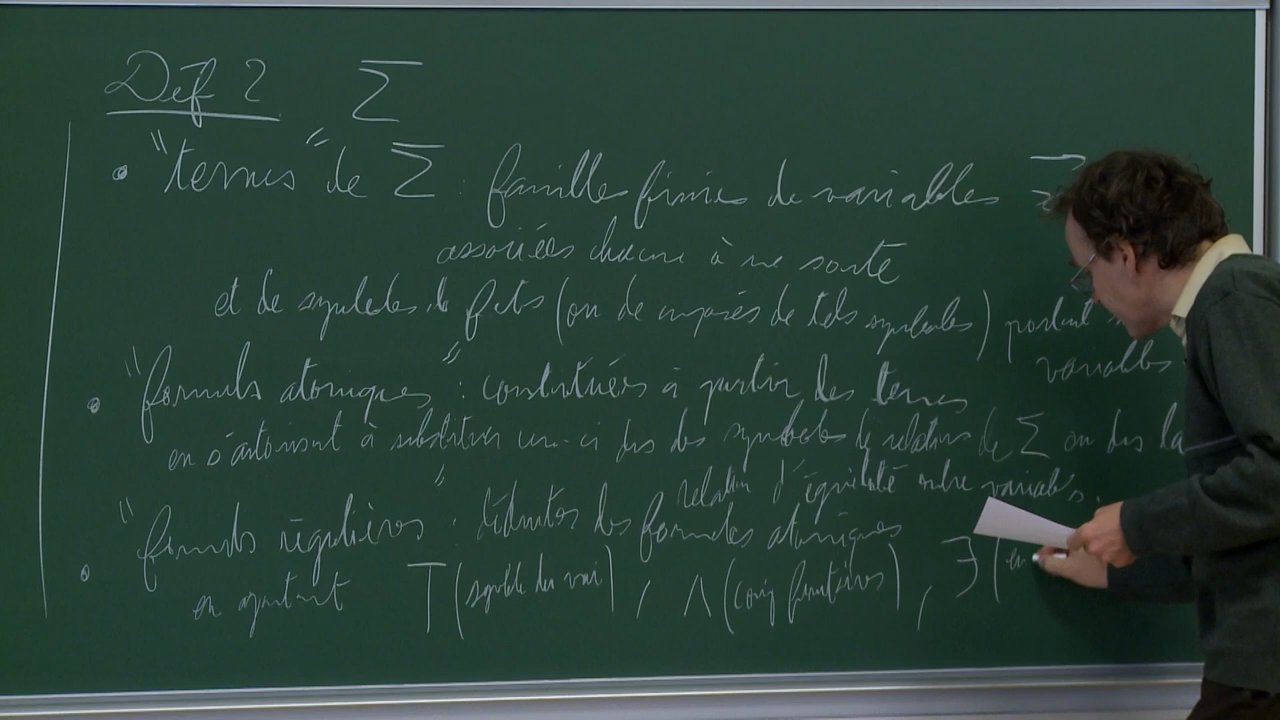 Déf 2 Σ
• "termes" de Σ : famille finie de variables x⃗
associées chacune à une sorte
et de symboles de fcts (ou de composés de tels symboles) portant
variables
• "formules atomiques" : constituées à partir des termes
en s'autorisant à substituer ceux-ci dans des symboles de relations de Σ ou dans la
relation d'égalité entre variables.
• "formules régulières" : déduites des formules atomiques
en ajoutant ⊤ (symbole du vrai), ∧ (conj finitaires), ∃ (en